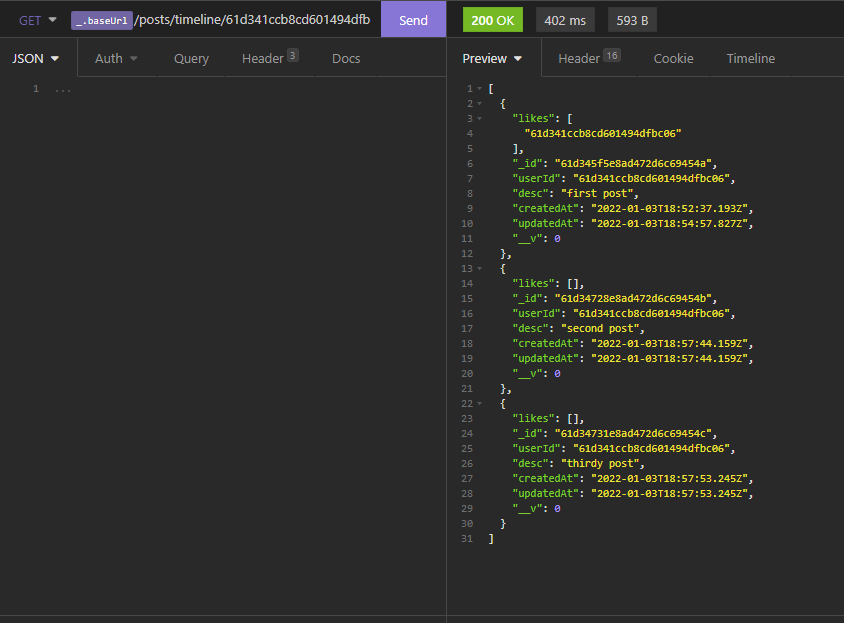 GET _.baseUrl /posts/timeline/61d341ccb8cd601494dfb Send 200 OK 402 ms 593 B
JSON Auth Query Header 3 Docs Preview Header 16 Cookie Timeline
1 ...
1 [
2 {
3 "likes": [
4 "61d341ccb8cd601494dfbc06"
5 ],
6 "_id": "61d345f5e8ad472d6c69454a",
7 "userId": "61d341ccb8cd601494dfbc06",
8 "desc": "first post",
9 "createdAt": "2022-01-03T18:52:37.193Z",
10 "updatedAt": "2022-01-03T18:54:57.827Z",
11 "__v": 0
12 },
13 {
14 "likes": [],
15 "_id": "61d34728e8ad472d6c69454b",
16 "userId": "61d341ccb8cd601494dfbc06",
17 "desc": "second post",
18 "createdAt": "2022-01-03T18:57:44.159Z",
19 "updatedAt": "2022-01-03T18:57:44.159Z",
20 "__v": 0
21 },
22 {
23 "likes": [],
24 "_id": "61d34731e8ad472d6c69454c",
25 "userId": "61d341ccb8cd601494dfbc06",
26 "desc": "thirdy post",
27 "createdAt": "2022-01-03T18:57:53.245Z",
28 "updatedAt": "2022-01-03T18:57:53.245Z",
29 "__v": 0
30 }
31 ]